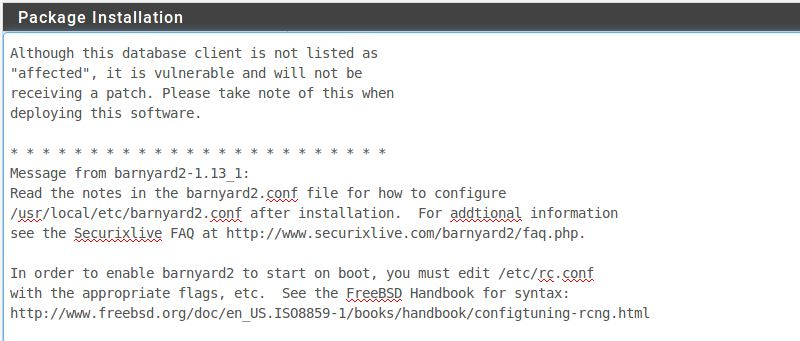 Package Installation
Although this database client is not listed as
"affected", it is vulnerable and will not be
receiving a patch. Please take note of this when
deploying this software.
* * * * * * * * * * * * * * * * * * * * * * * *
Message from barnyard2-1.13_1:
Read the notes in the barnyard2.conf file for how to configure
/usr/local/etc/barnyard2.conf after installation.  For addtional information
see the Securixlive FAQ at http://www.securixlive.com/barnyard2/faq.php.
In order to enable barnyard2 to start on boot, you must edit /etc/rc.conf
with the appropriate flags, etc.  See the FreeBSD Handbook for syntax:
http://www.freebsd.org/doc/en_US.ISO8859-1/books/handbook/configtuning-rcng.html